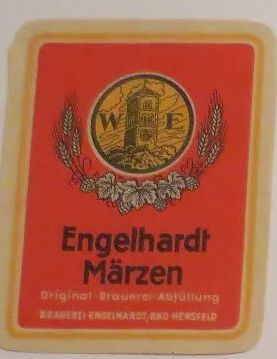 W E
Engelhardt
Märzen
Original Brauerei-Abfüllung
BRAUEREI ENGELHARDT, BAD HERSFELD